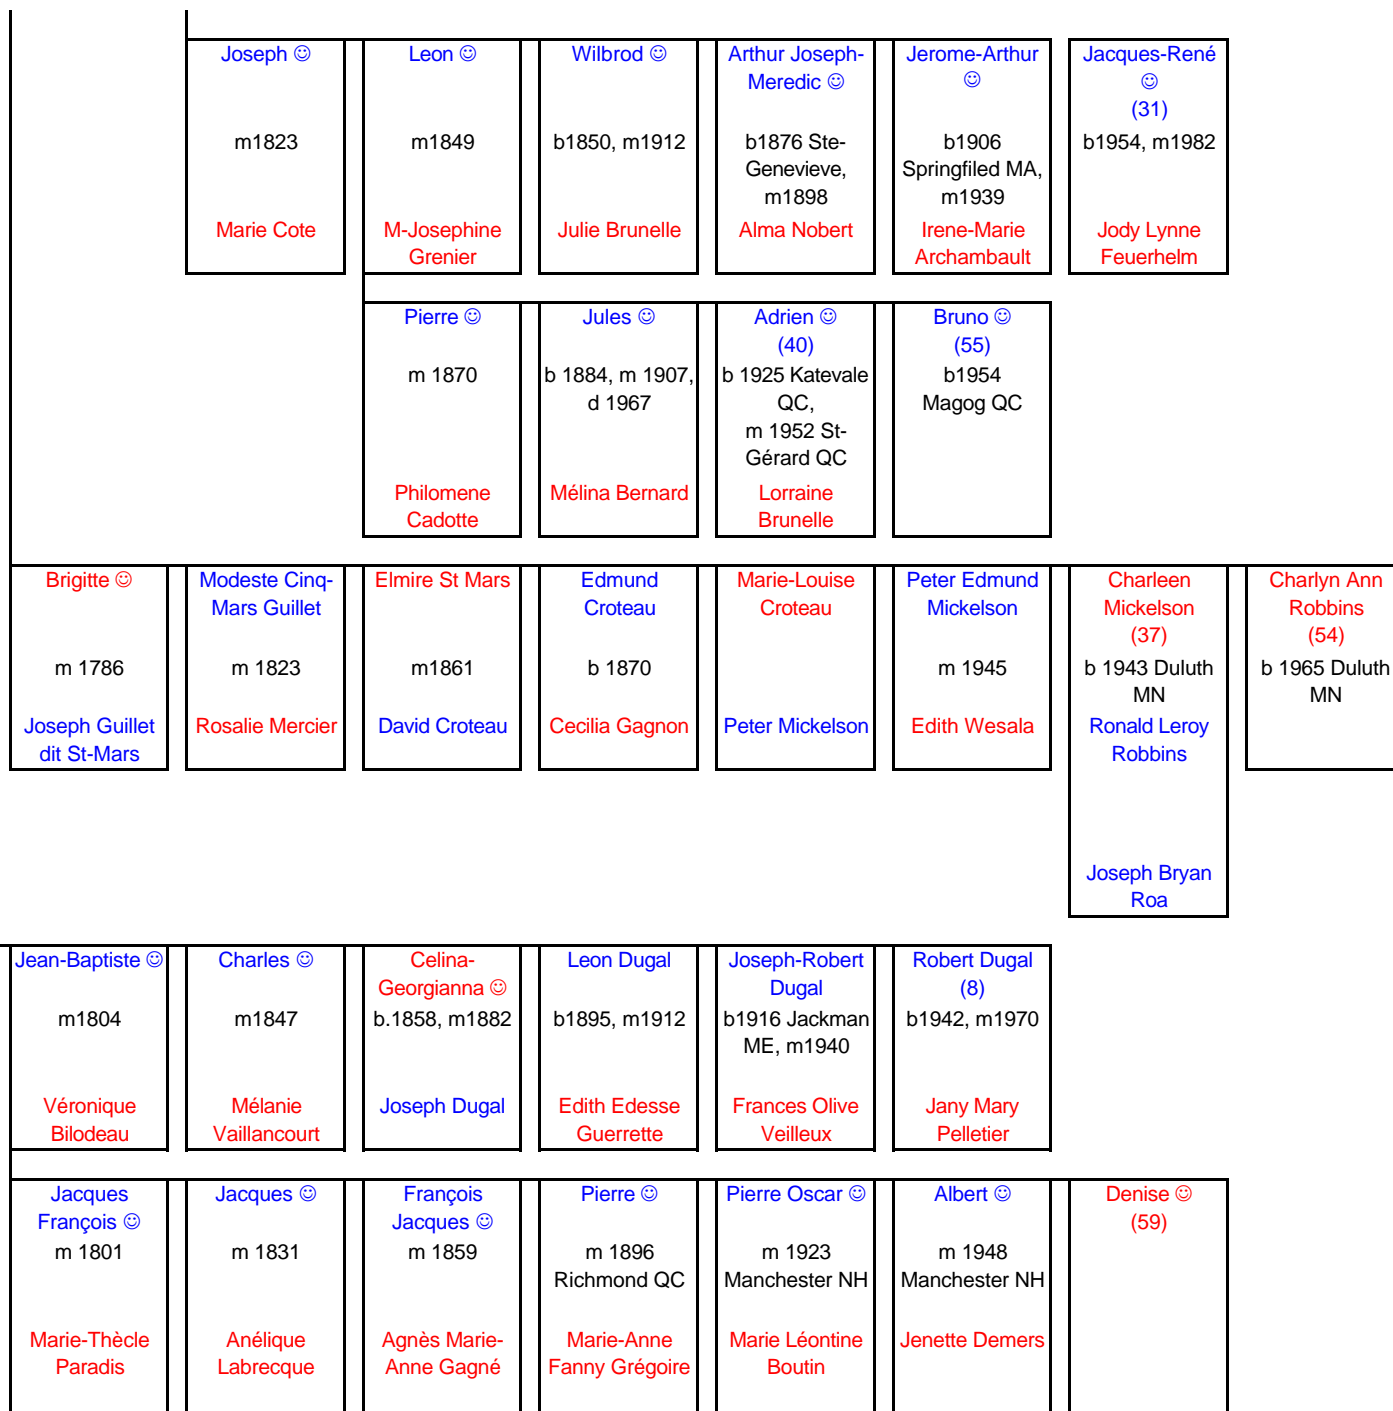 Joseph ☺
m1823
Marie Cote
Leon ☺
m1849
M-Josephine
Grenier
Wilbrod ☺
b1850, m1912
Julie Brunelle
Arthur Joseph-
Meredic ☺
b1876 Ste-
Genevieve,
m1898
Alma Nobert
Jerome-Arthur
☺
b1906
Springfiled MA,
m1939
Irene-Marie
Archambault
Jacques-René
☺
(31)
b1954, m1982
Jody Lynne
Feuerhelm
Pierre ☺
m 1870
Philomene
Cadotte
Jules ☺
b 1884, m 1907,
d 1967
Mélina Bernard
Adrien ☺
(40)
b 1925 Katevale
QC,
m 1952 St-
Gérard QC
Lorraine
Brunelle
Bruno ☺
(55)
b1954
Magog QC
Brigitte ☺
m 1786
Joseph Guillet
dit St-Mars
Modeste Cinq-
Mars Guillet
m 1823
Rosalie Mercier
Elmire St Mars
m1861
David Croteau
Edmund
Croteau
b 1870
Cecilia Gagnon
Marie-Louise
Croteau
Peter Mickelson
Peter Edmund
Mickelson
m 1945
Edith Wesala
Charleen
Mickelson
(37)
b 1943 Duluth
MN
Ronald Leroy
Robbins
Joseph Bryan
Roa
Charlyn Ann
Robbins
(54)
b 1965 Duluth
MN
Jean-Baptiste ☺
m1804
Véronique
Bilodeau
Charles ☺
m1847
Mélanie
Vaillancourt
Celina-
Georgianna ☺
b.1858, m1882
Joseph Dugal
Leon Dugal
b1895, m1912
Edith Edesse
Guerrette
Joseph-Robert
Dugal
b1916 Jackman
ME, m1940
Frances Olive
Veilleux
Robert Dugal
(8)
b1942, m1970
Jany Mary
Pelletier
Jacques
François ☺
m 1801
Marie-Thècle
Paradis
Jacques ☺
m 1831
Anélique
Labrecque
François
Jacques ☺
m 1859
Agnès Marie-
Anne Gagné
Pierre ☺
m 1896
Richmond QC
Marie-Anne
Fanny Grégoire
Pierre Oscar ☺
m 1923
Manchester NH
Marie Léontine
Boutin
Albert ☺
m 1948
Manchester NH
Jenette Demers
Denise ☺
(59)